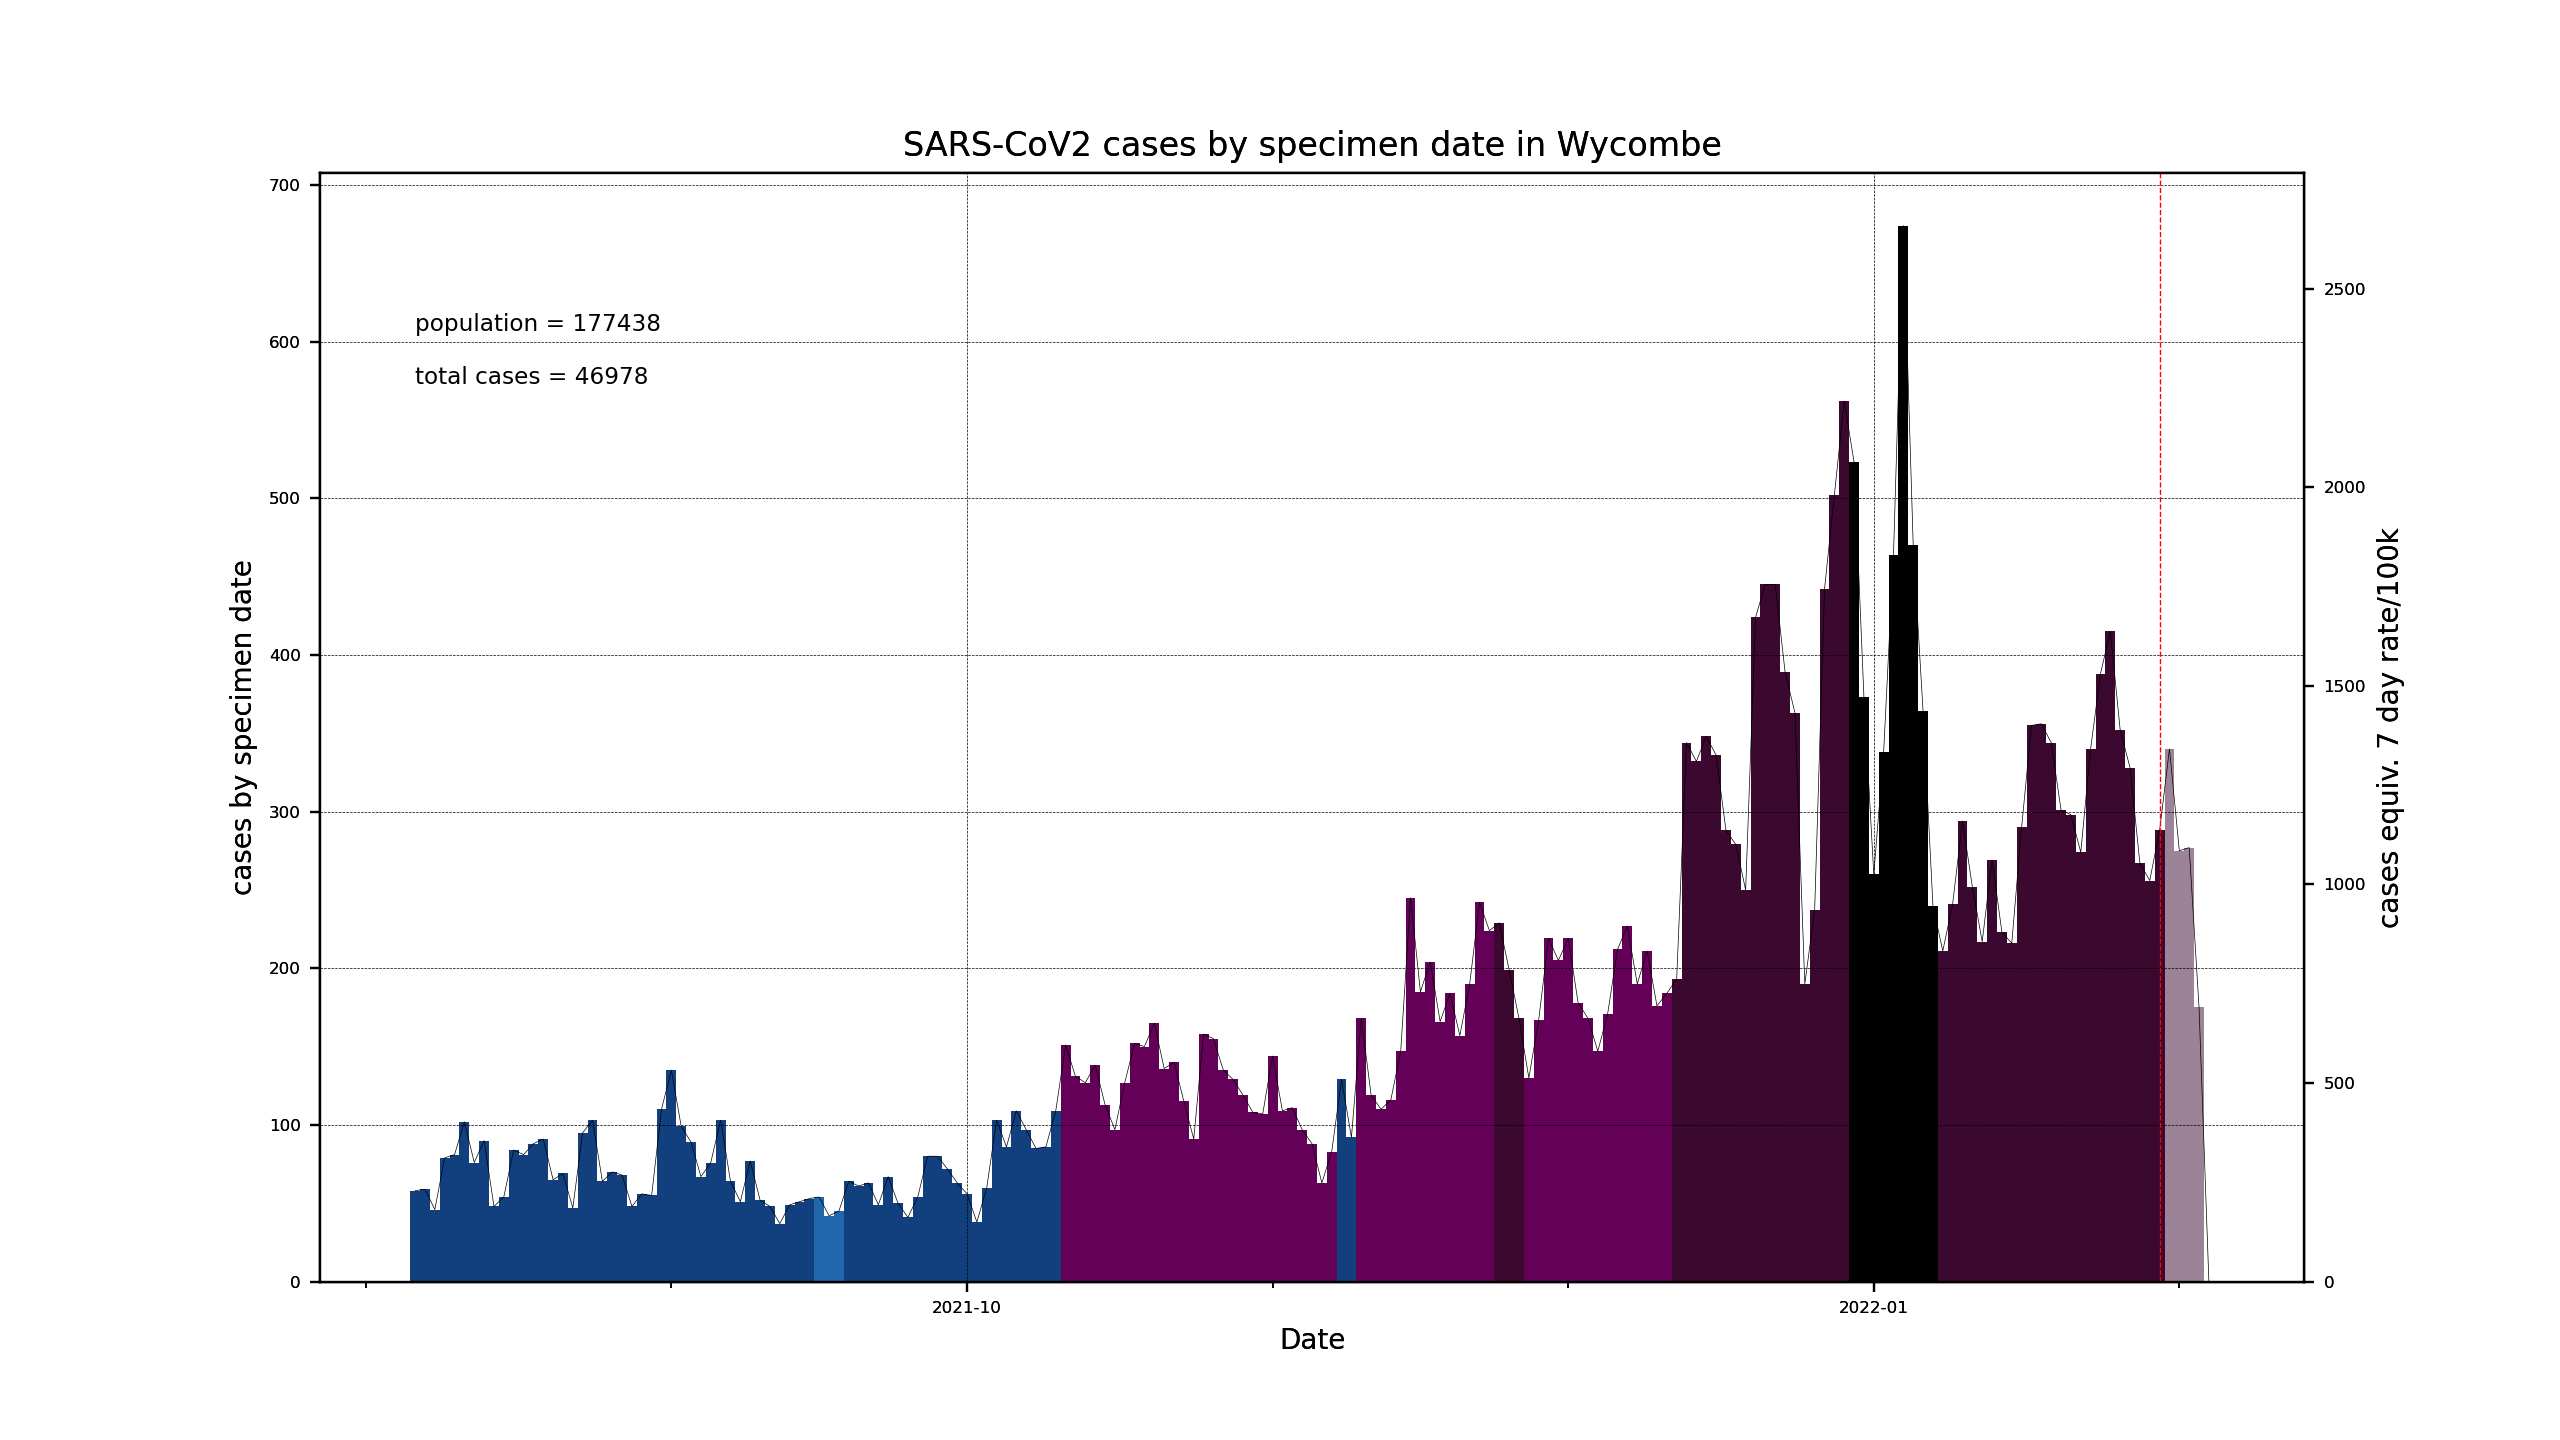 SARS-CoV2 cases by specimen date in Wycombe
population = 177438
total cases = 46978
cases by specimen date
700
600
500
400
300
200
100
0
cases equiv. 7 day rate/100k
2500
2000
1500
1000
500
0
2021-10
2022-01
Date